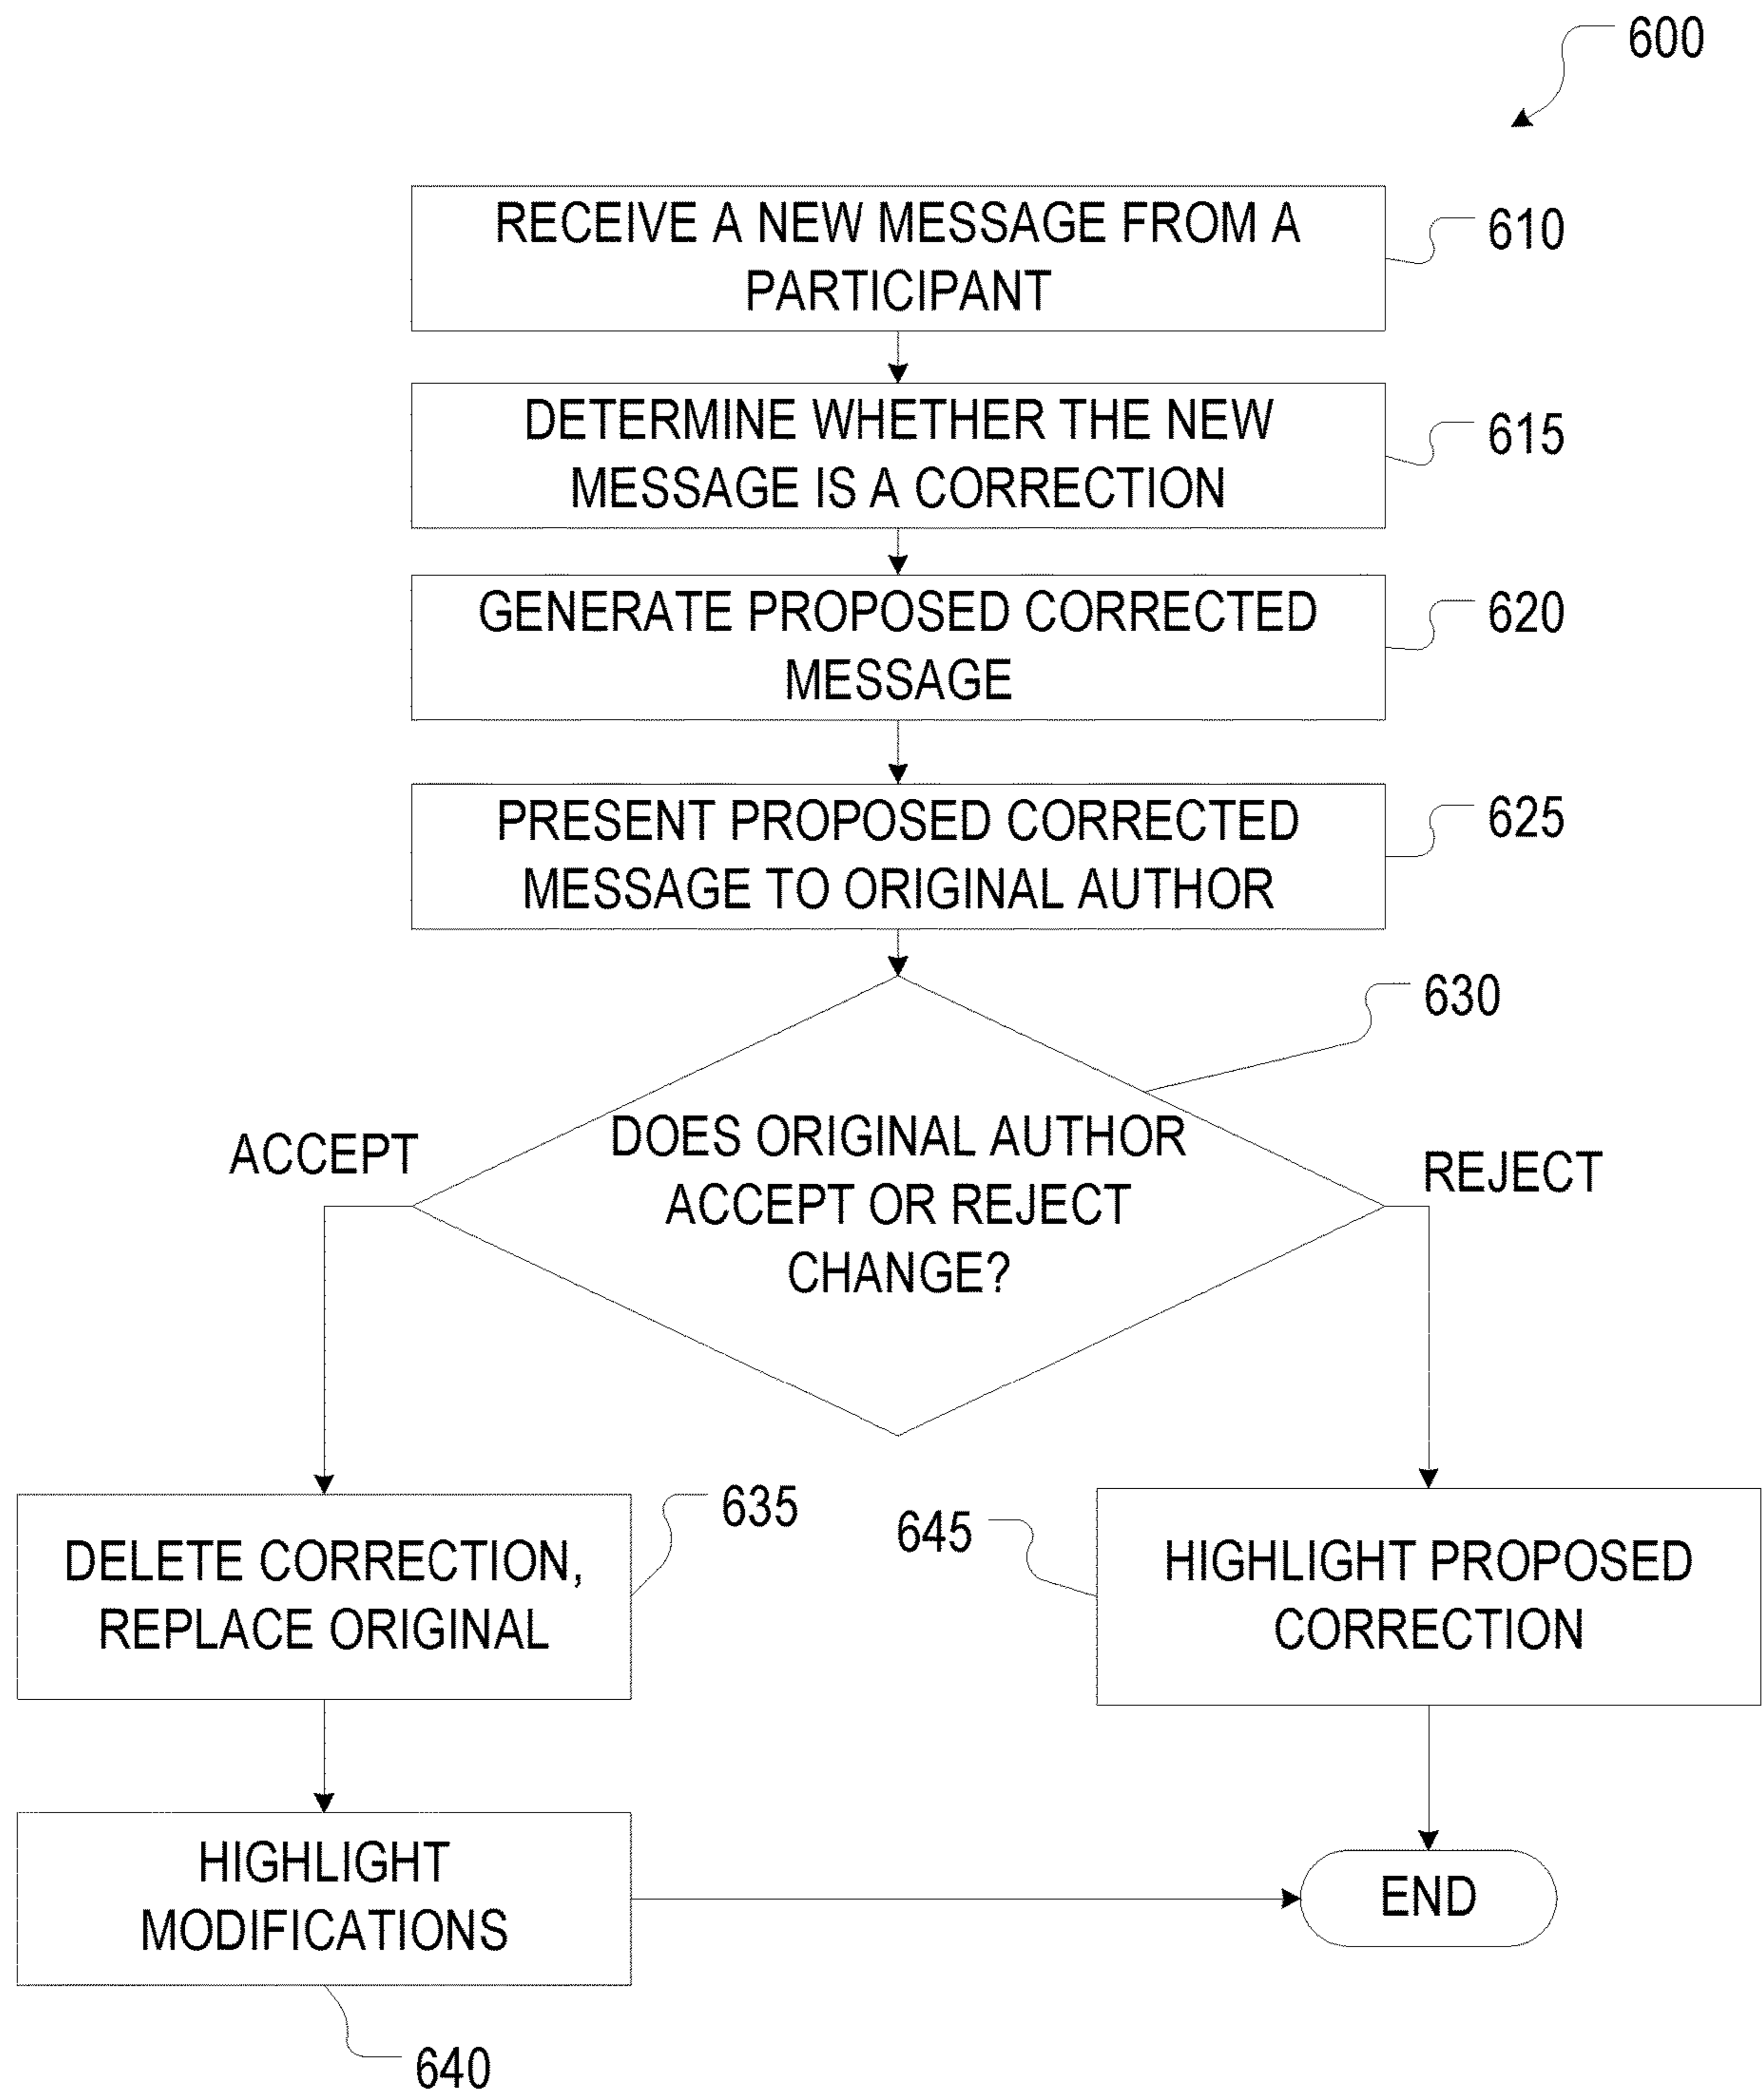 600
RECEIVE A NEW MESSAGE FROM A
PARTICIPANT
610
DETERMINE WHETHER THE NEW
MESSAGE IS A CORRECTION
615
GENERATE PROPOSED CORRECTED
MESSAGE
620
PRESENT PROPOSED CORRECTED
MESSAGE TO ORIGINAL AUTHOR
625
630
DOES ORIGINAL AUTHOR
ACCEPT OR REJECT
CHANGE?
ACCEPT
REJECT
DELETE CORRECTION,
REPLACE ORIGINAL
635
645
HIGHLIGHT PROPOSED
CORRECTION
HIGHLIGHT
MODIFICATIONS
640
END